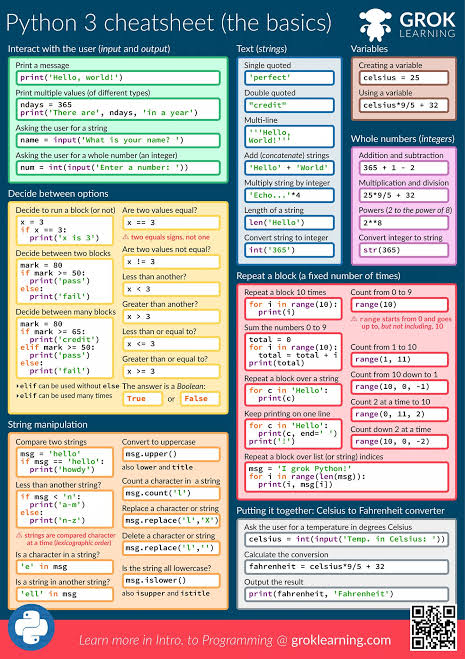 Python 3 cheatsheet (the basics)
GROK
LEARNING
Interact with the user (input and output)
Print a message
print('Hello, world!')
Print multiple values (of different types)
ndays = 365
print('There are', ndays, 'in a year')
Asking the user for a string
name = input('What is your name? ')
Asking the user for a whole number (an integer)
num = int(input('Enter a number: '))
Text (strings)
Single quoted
'perfect'
Double quoted
"credit"
Multi-line
'''Hello,
World!'''
Add (concatenate) strings
'Hello' + 'World'
Multiply string by integer
'Echo...'*4
Length of a string
len('Hello')
Convert string to integer
int('365')
Variables
Creating a variable
celsius = 25
Using a variable
celsius*9/5 + 32
Whole numbers (integers)
Addition and subtraction
365 + 1 - 2
Multiplication and division
25*9/5 + 32
Powers (2 to the power of 8)
2**8
Convert integer to string
str(365)
Decide between options
Decide to run a block (or not)
x = 3
if x == 3:
print('x is 3')
Decide between two blocks
mark = 80
if mark >= 50:
print('pass')
else:
print('fail')
Decide between many blocks
mark = 80
if mark >= 65:
print('credit')
elif mark >= 50:
print('pass')
else:
print('fail')
‣elif can be used without else
‣elif can be used many times
Are two values equal?
x == 3
⚠ two equals signs, not one
Are two values not equal?
x != 3
Less than another?
x < 3
Greater than another?
x > 3
Less than or equal to?
x <= 3
Greater than or equal to?
x >= 3
The answer is a Boolean:
True or False
Repeat a block (a fixed number of times)
Repeat a block 10 times
for i in range(10):
print(i)
Sum the numbers 0 to 9
total = 0
for i in range(10):
total = total + i
print(total)
Repeat a block over a string
for c in 'Hello':
print(c)
Keep printing on one line
for c in 'Hello':
print(c, end=' ')
print('!')
Repeat a block over list (or string) indices
msg = 'I grok Python!'
for i in range(len(msg)):
print(i, msg[i])
Count from 0 to 9
range(10)
⚠ range starts from 0 and goes
up to, but not including, 10
Count from 1 to 10
range(1, 11)
Count from 10 down to 1
range(10, 0, -1)
Count 2 at a time to 10
range(0, 11, 2)
Count down 2 at a time
range(10, 0, -2)
String manipulation
Compare two strings
msg = 'hello'
if msg == 'hello':
print('howdy')
Less than another string?
if msg < 'n':
print('a-m')
else:
print('n-z')
⚠ strings are compared character
at a time (lexicographic order)
Is a character in a string?
'e' in msg
Is a string in another string?
'ell' in msg
Convert to uppercase
msg.upper()
also lower and title
Count a character in a string
msg.count('l')
Replace a character or string
msg.replace('l','X')
Delete a character or string
msg.replace('l','')
Is the string all lowercase?
msg.islower()
also isupper and istitle
Putting it together: Celsius to Fahrenheit converter
Ask the user for a temperature in degrees Celsius
celsius = int(input('Temp. in Celsius: '))
Calculate the conversion
fahrenheit = celsius*9/5 + 32
Output the result
print(fahrenheit, 'Fahrenheit')
Learn more in Intro. to Programming @ groklearning.com